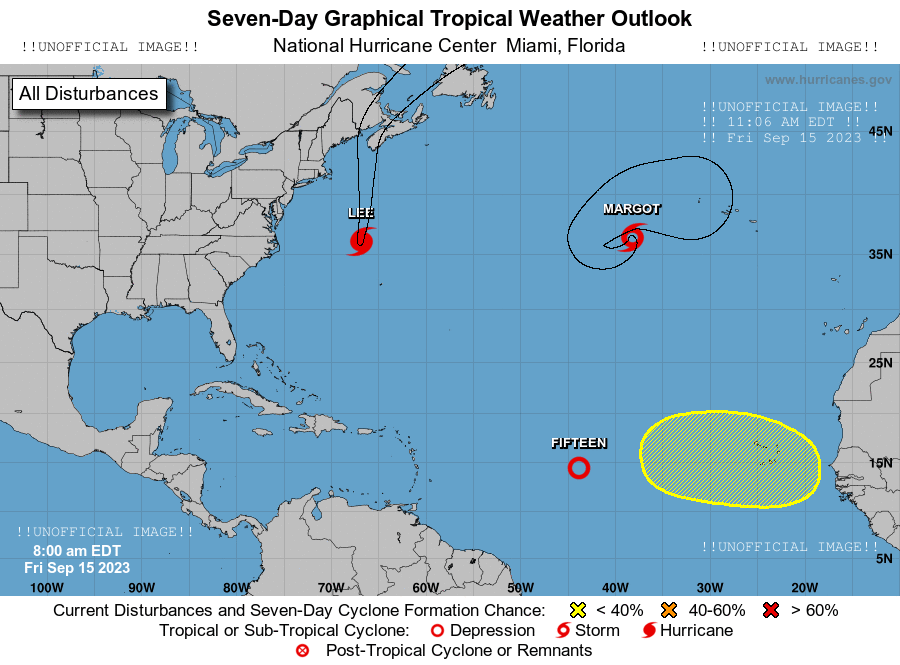 Seven-Day Graphical Tropical Weather Outlook
!!UNOFFICIAL IMAGE!! National Hurricane Center Miami, Florida !!UNOFFICIAL IMAGE!!
All Disturbances
www.hurricanes.gov
!!UNOFFICIAL IMAGE!!
!! 11:06 AM EDT !!
!! Fri Sep 15 2023 !!
45N
LEE
MARGOT
35N
25N
FIFTEEN
15N
!!UNOFFICIAL IMAGE!!
8:00 am EDT
Fri Sep 15 2023
!!UNOFFICIAL IMAGE!!
5N
100W 90W 80W 70W 60W 50W 40W 30W 20W
Current Disturbances and Seven-Day Cyclone Formation Chance: < 40% 40-60% > 60%
Tropical or Sub-Tropical Cyclone: Depression Storm Hurricane
Post-Tropical Cyclone or Remnants